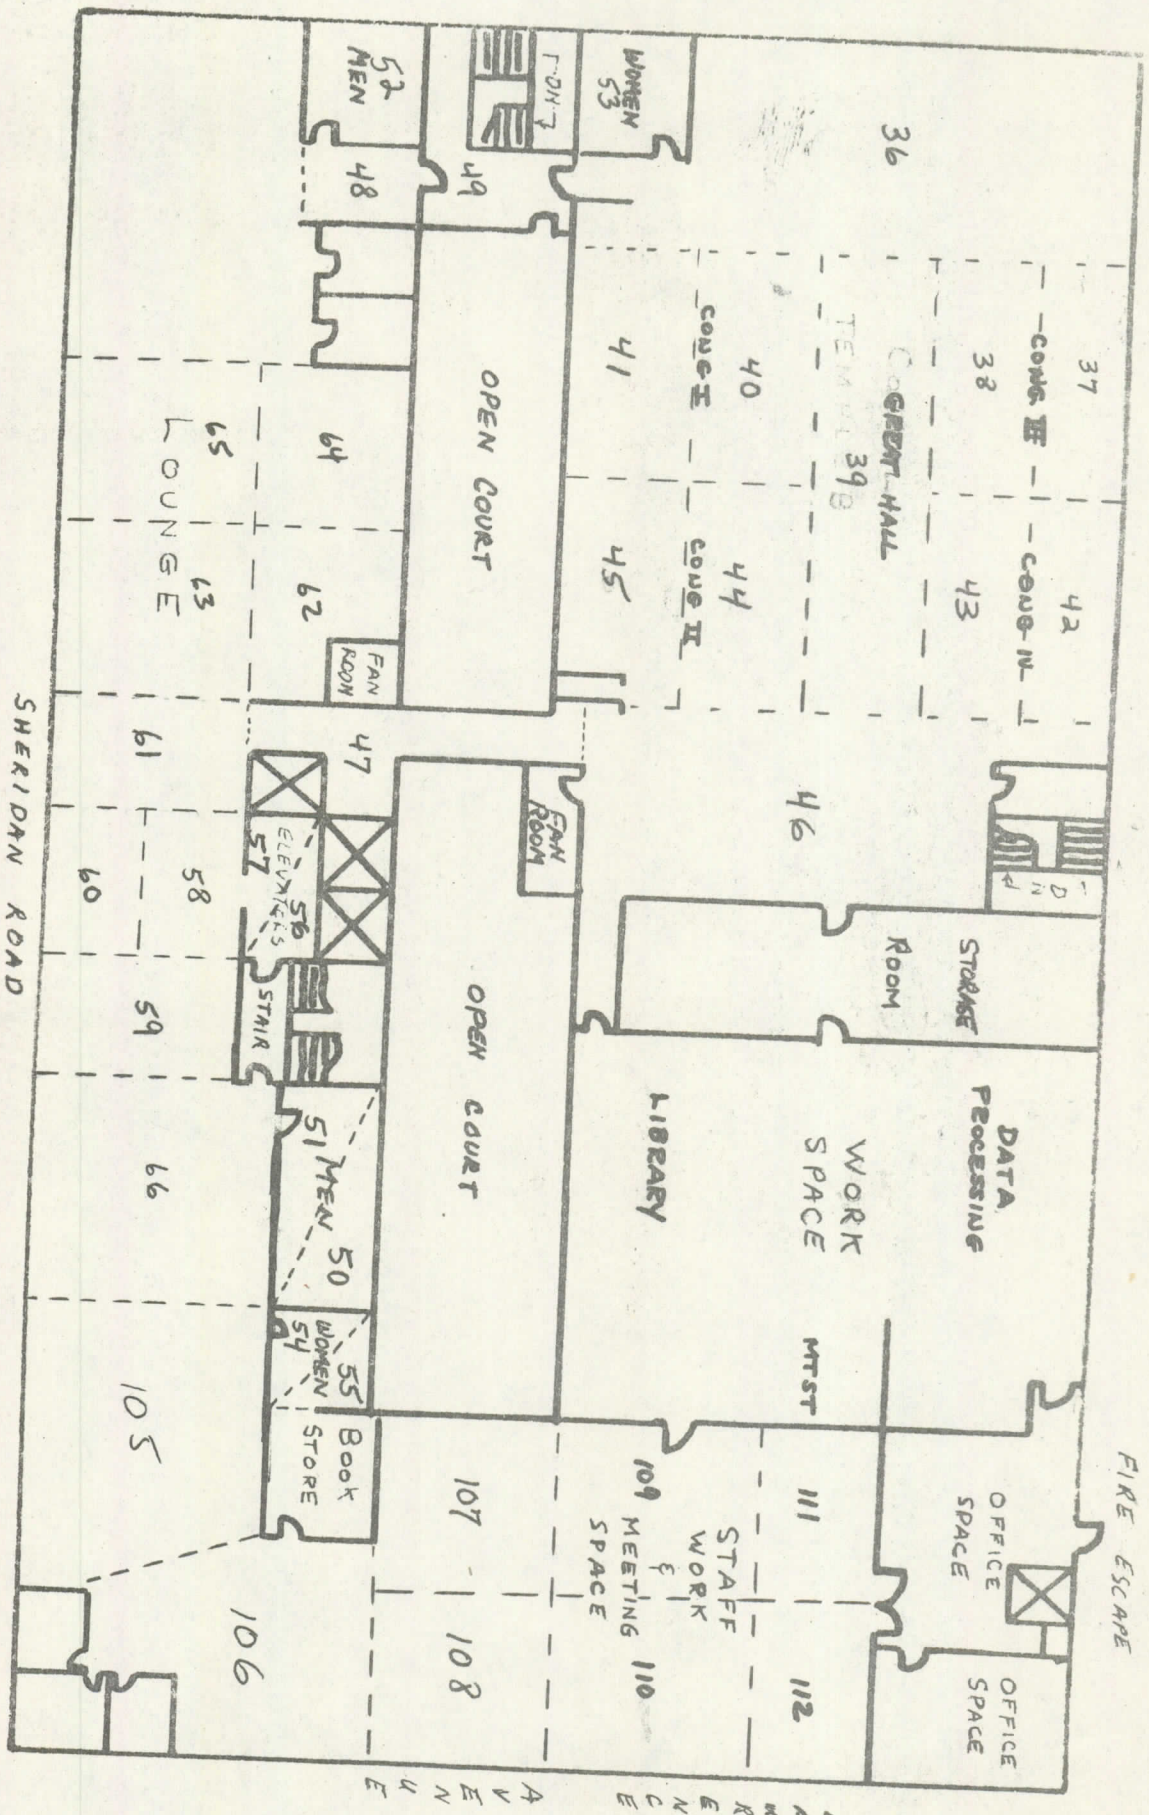 36
WOMEN
53
52
MEN
48
49
37
CONG. III
38
GREAT HALL
39
40
CONG I
41
42
CONG IV
43
44
CONG II
45
OPEN COURT
64
65
LOUNGE
62
63
FAN
ROOM
61
47
46
FAN
ROOM
57
ELEVATORS
56
58
60
STORAGE
ROOM
STAIR
59
OPEN COURT
DATA
PROCESSING
WORK
SPACE
LIBRARY
MTST
51
MEN 50
66
WOMEN
54
55
BOOK
STORE
105
106
107
108
109
MEETING
&
SPACE
STAFF
WORK
110
111
112
OFFICE
SPACE
OFFICE
SPACE
FIRE ESCAPE
SHERIDAN ROAD
AVENUE